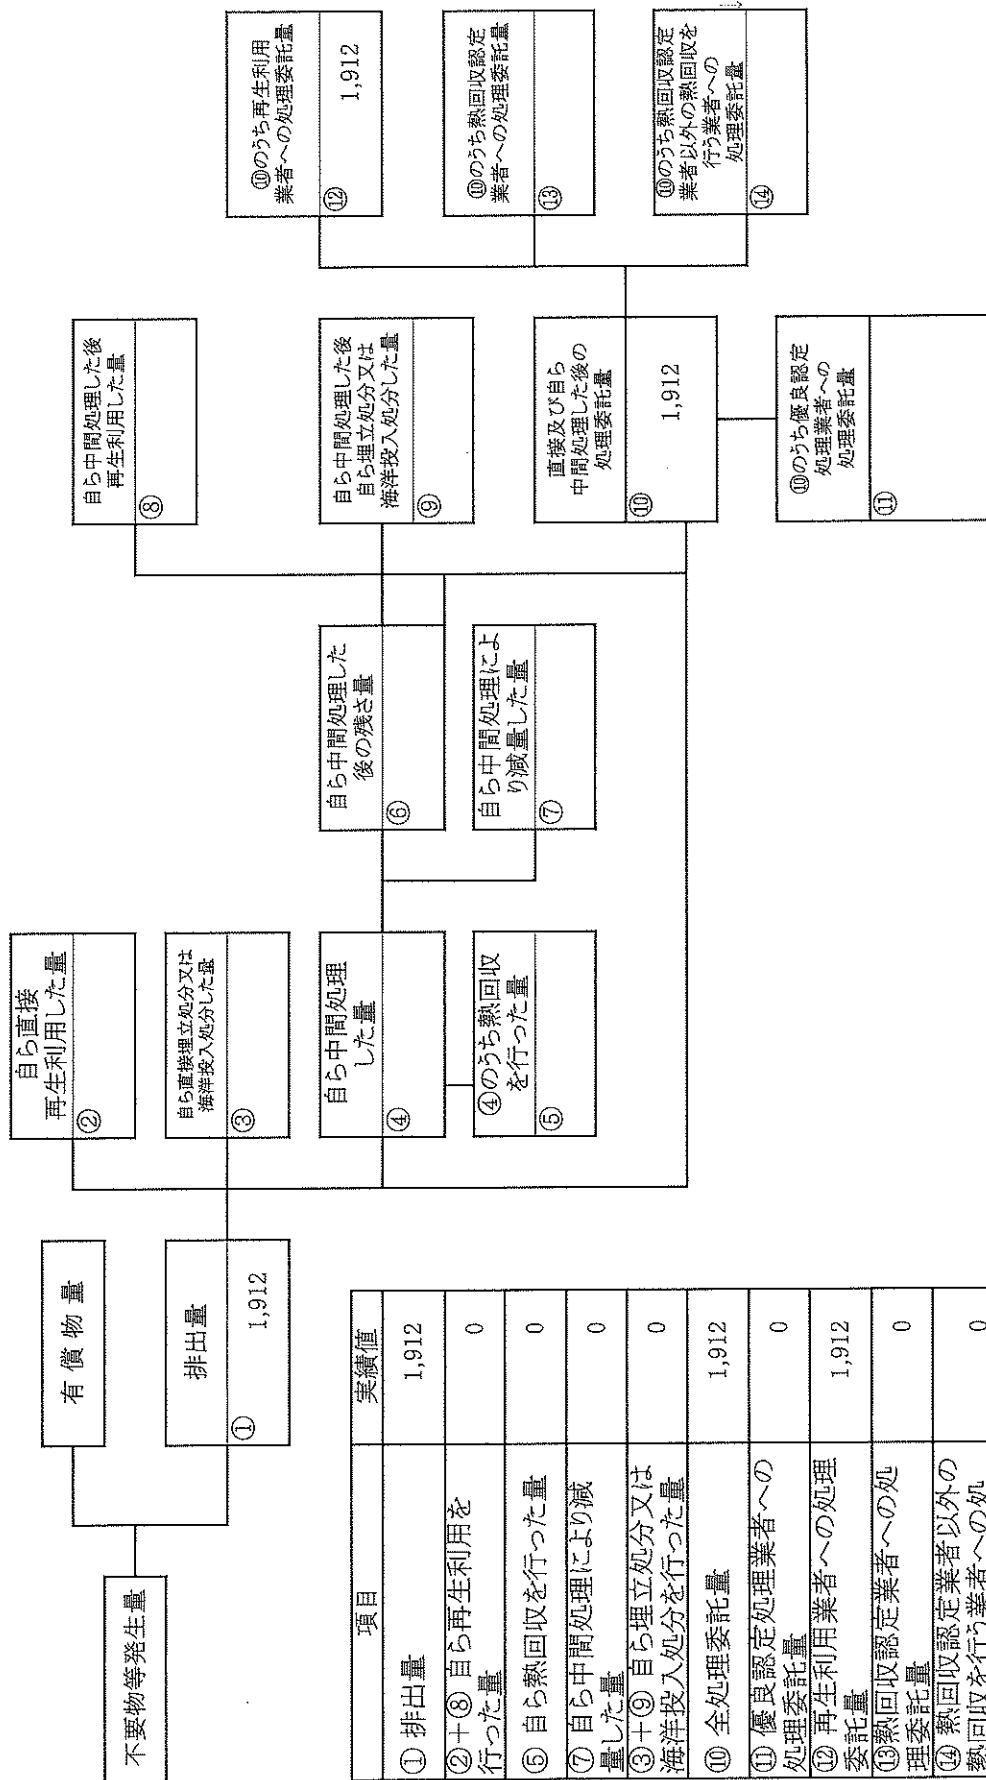 不要物等発生量
有償物量
排出量
①
1,912
自ら直接
再生利用した量
②
自ら直接埋立処分又は
海洋投入処分した量
③
自ら中間処理
した量
④
④のうち熱回収
を行った量
⑤
自ら中間処理した
後の残さ量
⑥
自ら中間処理によ
り減量した量
⑦
自ら中間処理した後
再生利用した量
⑧
自ら中間処理した後
自ら埋立処分又は
海洋投入処分した量
⑨
直接及び自ら
中間処理した後の
処理委託量
⑩
1,912
⑩のうち優良認定
処理業者への
処理委託量
⑪
⑩のうち再生利用
業者への処理委託量
⑫
1,912
⑩のうち熱回収認定
業者への処理委託量
⑬
⑩のうち熱回収認定
業者以外の熱回収を
行う業者への
処理委託量
⑭
項目 実績値
① 排出量 1,912
②＋⑧ 自ら再生利用を
行った量 0
⑤ 自ら熱回収を行った量 0
⑦ 自ら中間処理により減
量した量 0
③＋⑨ 自ら埋立処分又は
海洋投入処分を行った量 0
⑩ 全処理委託量 1,912
⑪ 優良認定処理業者への
処理委託量 0
⑫ 再生利用業者への処理
委託量 1,912
⑬熱回収認定業者への処
理委託量 0
⑭ 熱回収認定業者以外の
熱回収を行う業者への処 0